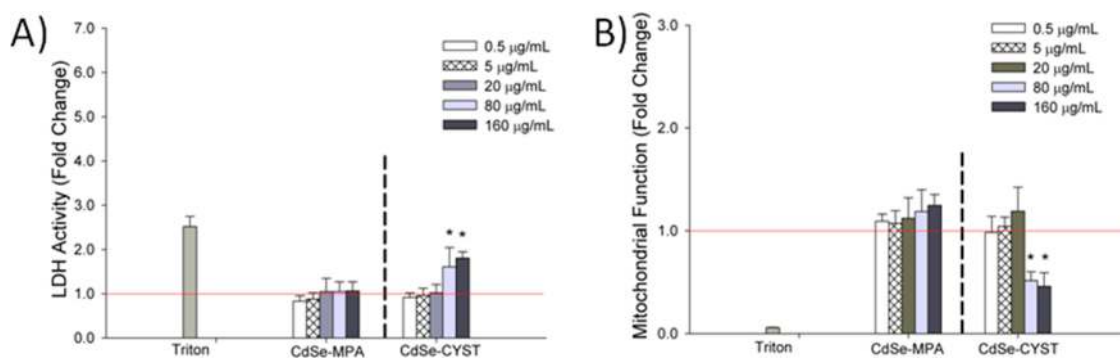 A)
LDH Activity (Fold Change)
7.0
6.0
5.0
4.0
3.0
2.0
1.0
0.0
0.5 μg/mL
5 μg/mL
20 μg/mL
80 μg/mL
160 μg/mL
* *
Triton CdSe-MPA CdSe-CYST
B)
Mitochondrial Function (Fold Change)
3.0
2.0
1.0
0.0
0.5 μg/mL
5 μg/mL
20 μg/mL
80 μg/mL
160 μg/mL
* *
Triton CdSe-MPA CdSe-CYST